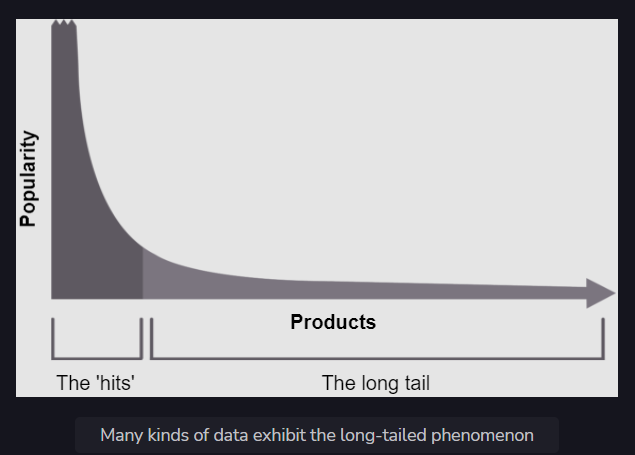 Popularity
Products
The 'hits'
The long tail
Many kinds of data exhibit the long-tailed phenomenon